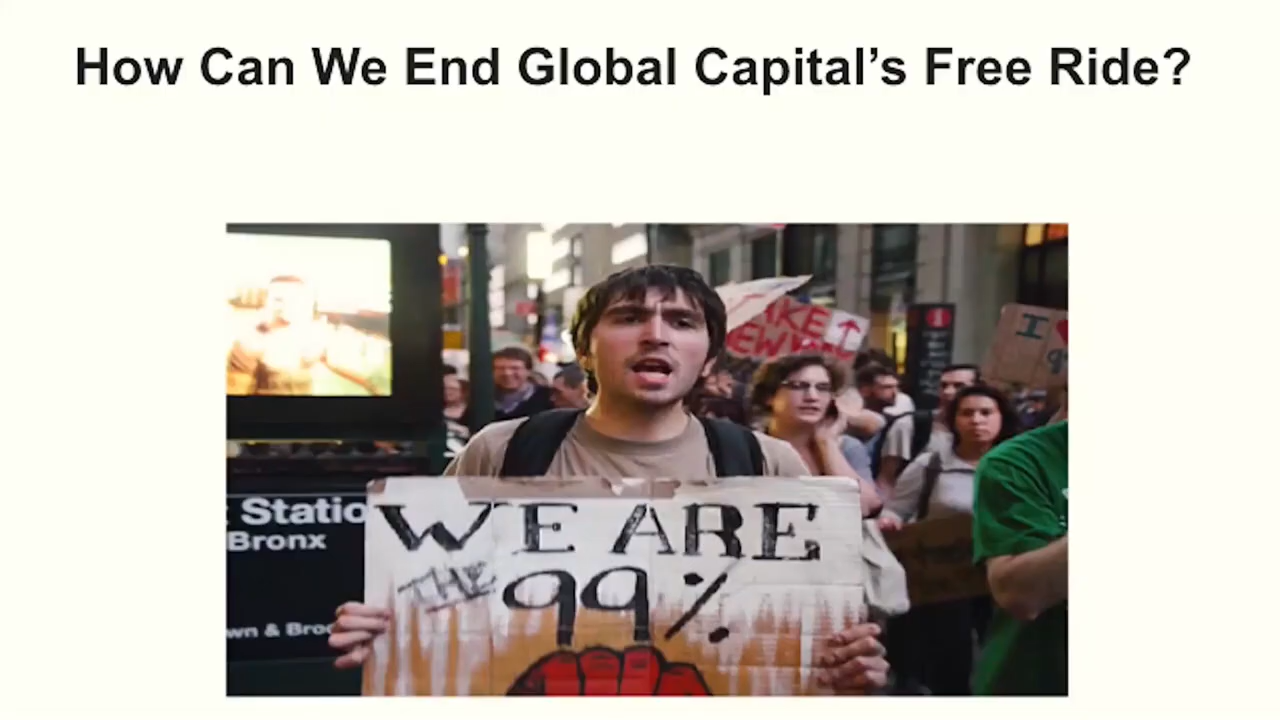 How Can We End Global Capital's Free Ride?
WE ARE
THE 99%
Statio
Bronx
wn & Bro
I